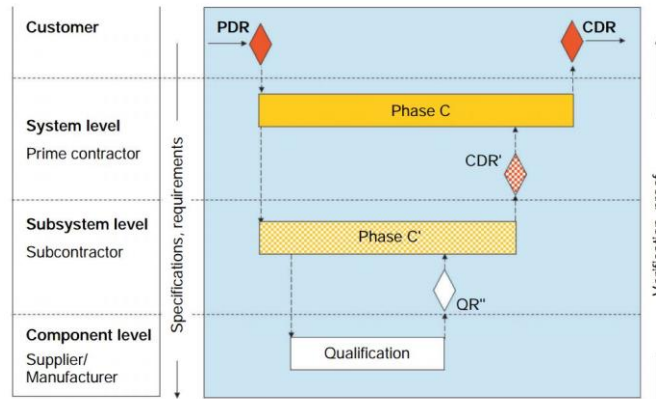 Customer
PDR
CDR
System level
Prime contractor
Phase C
CDR'
Subsystem level
Subcontractor
Phase C'
QR"
Component level
Supplier/
Manufacturer
Qualification
Specifications, requirements